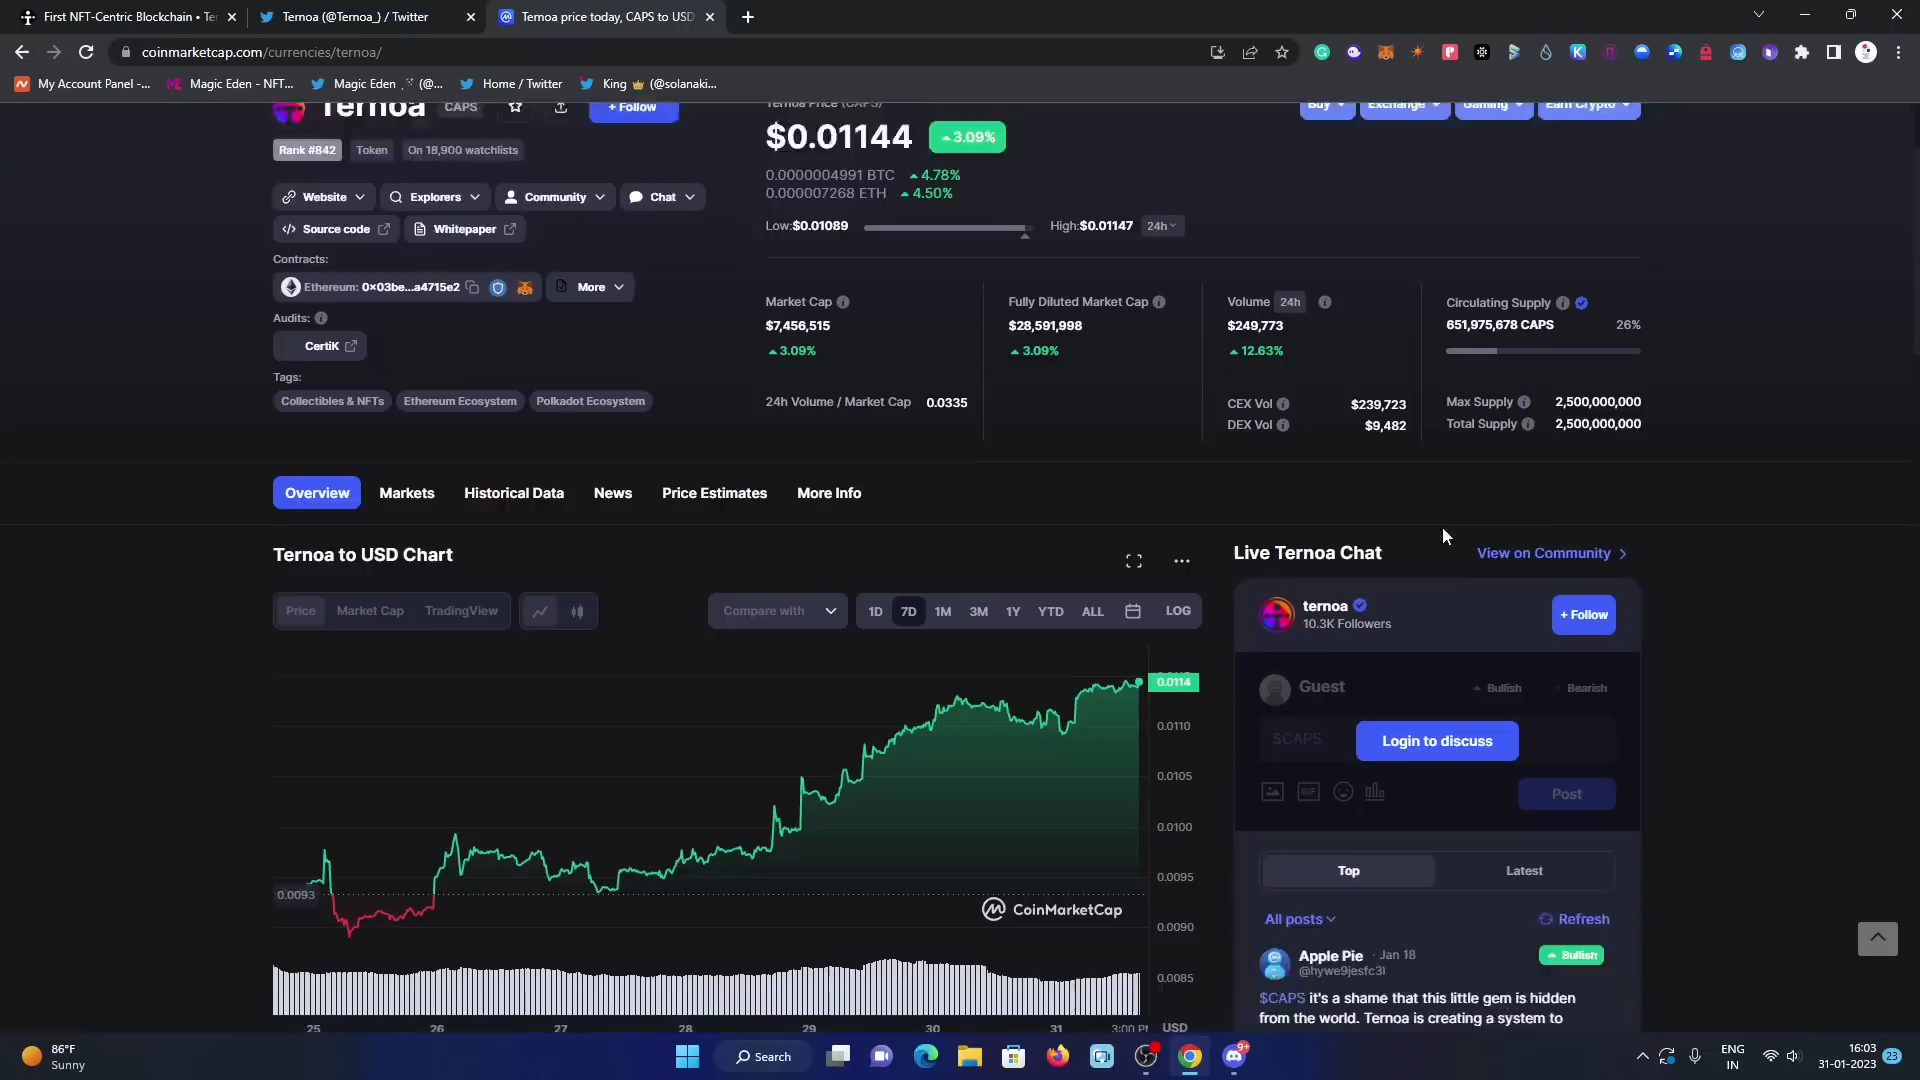 First NFT-Centric Blockchain • Ter
Ternoa (@Ternoa_) / Twitter
Ternoa price today, CAPS to USD
coinmarketcap.com/currencies/ternoa/
My Account Panel -...
Magic Eden - NFT...
Magic Eden (@...
Home / Twitter
King (@solanaki...
Ternoa CAPS
+ Follow
Rank #842
Token
On 18,900 watchlists
Website
Explorers
Community
Chat
Source code
Whitepaper
Contracts:
Ethereum: 0x03be...a4715e2
More
Audits:
CertiK
Tags:
Collectibles & NFTs
Ethereum Ecosystem
Polkadot Ecosystem
Ternoa Price (CAPS)
$0.01144
3.09%
0.0000004991 BTC 4.78%
0.000007268 ETH 4.50%
Low:$0.01089
High:$0.01147
24h
Buy
Exchange
Gaming
Earn Crypto
Market Cap
$7,456,515
3.09%
24h Volume / Market Cap 0.0335
Fully Diluted Market Cap
$28,591,998
3.09%
Volume 24h
$249,773
12.63%
CEX Vol $239,723
DEX Vol $9,482
Circulating Supply
651,975,678 CAPS 26%
Max Supply 2,500,000,000
Total Supply 2,500,000,000
Overview
Markets
Historical Data
News
Price Estimates
More Info
Ternoa to USD Chart
Price
Market Cap
TradingView
Compare with
1D
7D
1M
3M
1Y
YTD
ALL
LOG
0.0114
0.0110
0.0105
0.0100
0.0095
0.0090
0.0085
0.0093
CoinMarketCap
25
26
27
28
29
30
31
3:00 P
USD
Live Ternoa Chat
View on Community
ternoa
10.3K Followers
+ Follow
Guest
Bullish
Bearish
$CAPS
Login to discuss
GIF
Post
Top
Latest
All posts
Refresh
Apple Pie · Jan 18
@hywe9jesfc3l
Bullish
$CAPS it's a shame that this little gem is hidden
from the world. Ternoa is creating a system to
86°F
Sunny
Search
9+
ENG
IN
16:03
31-01-2023
23